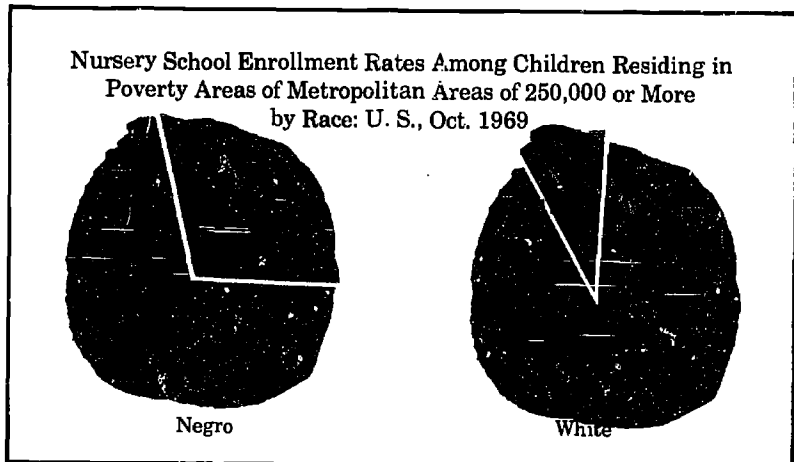 Nursery School Enrollment Rates Among Children Residing in
Poverty Areas of Metropolitan Areas of 250,000 or More
by Race: U. S., Oct. 1969
Negro
White